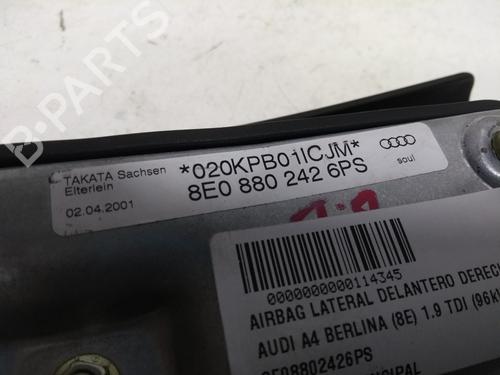 TAKATA Sachsen
Elterlein
02.04.2001
*020KPB01ICJM*
8E0 880 242 6PS
soul
0000000000114345
AIRBAG LATERAL DELANTERO DEREC
AUDI A4 BERLINA (8E) 1.9 TDI (96k
8E08802426PS
B-PARTS